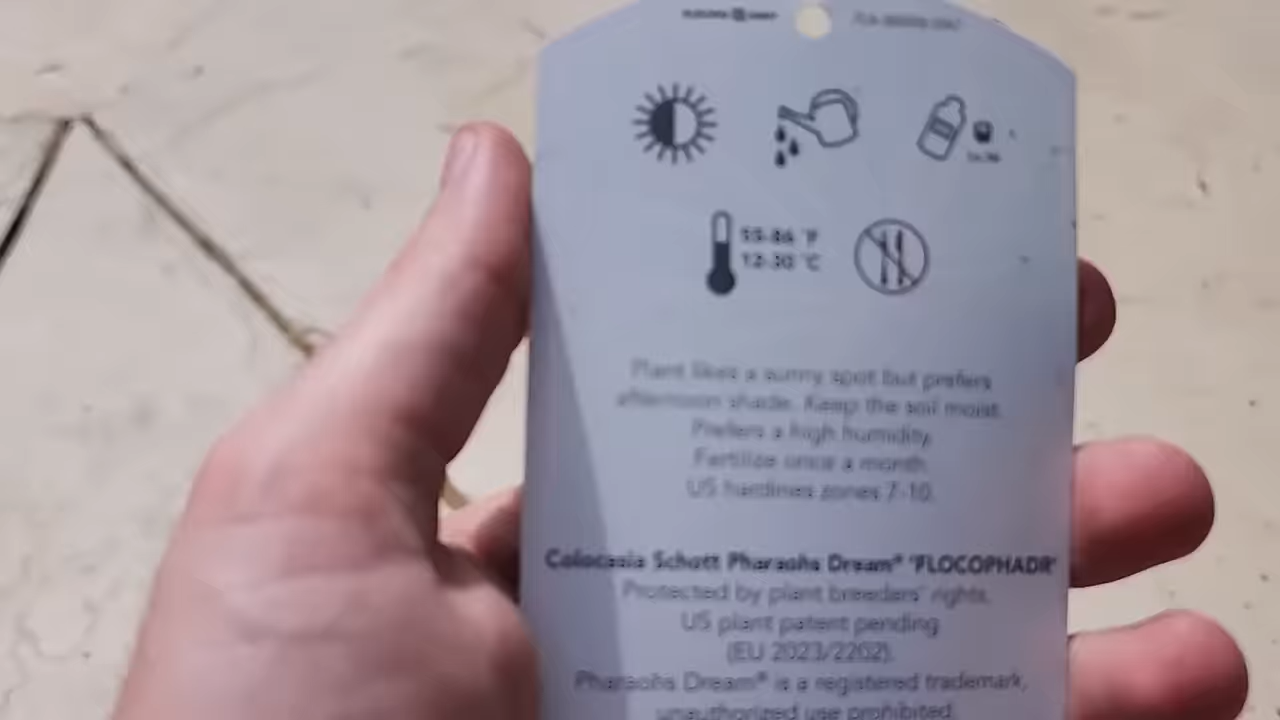 55-86 °F
12-30 °C
Plant likes a sunny spot but prefers
afternoon shade. Keep the soil moist.
Prefers a high humidity.
Fertilize once a month.
US hardines zones 7-10.
Colocasia Schott Pharaohs Dream® 'FLOCOPHADR'
Protected by plant breeders' rights.
US plant patent pending
(EU 2023/2202).
Pharaohs Dream® is a registered trademark,
unauthorized use prohibited.